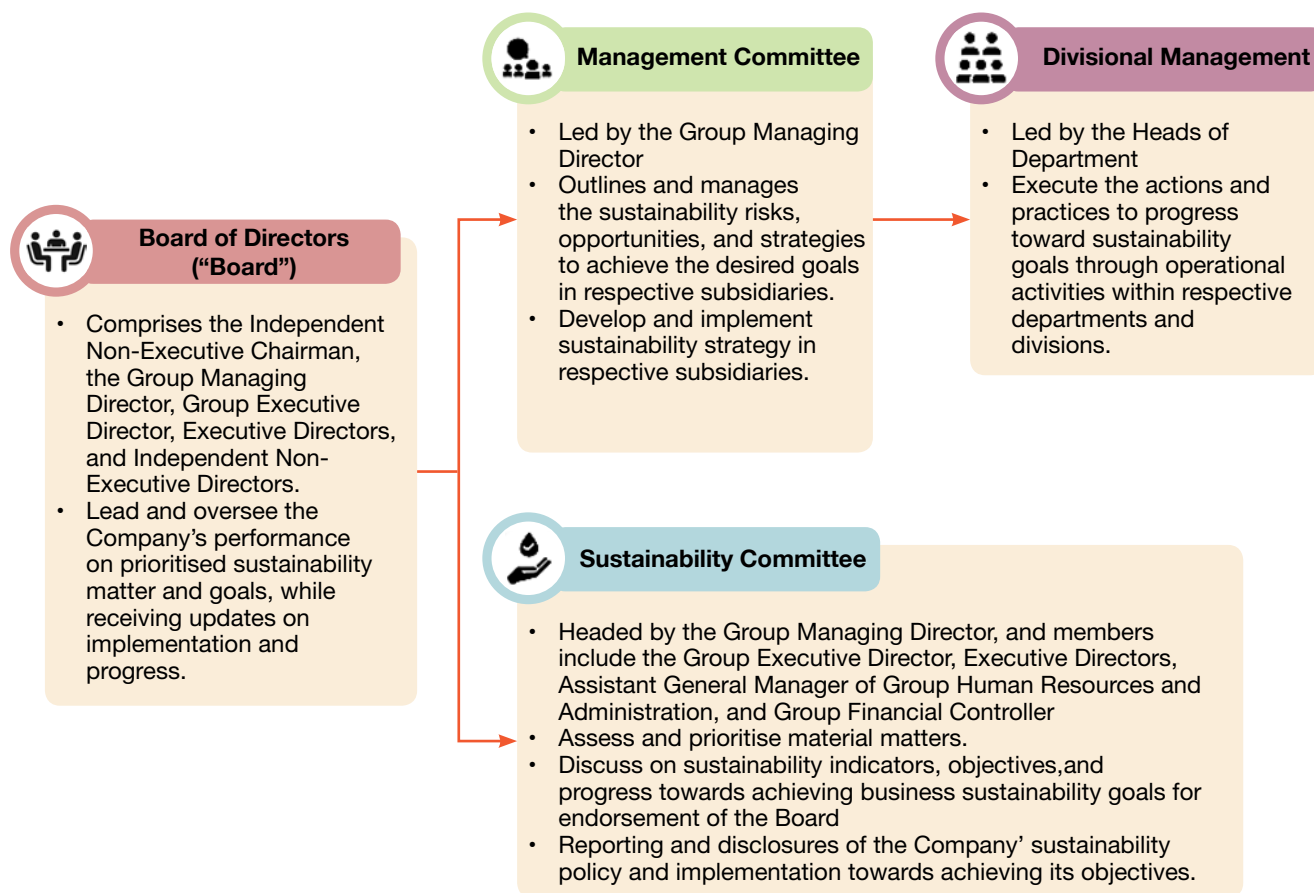 Board of Directors
(“Board”)
• Comprises the Independent
Non-Executive Chairman,
the Group Managing
Director, Group Executive
Director, Executive Directors,
and Independent Non-
Executive Directors.
• Lead and oversee the
Company’s performance
on prioritised sustainability
matter and goals, while
receiving updates on
implementation and
progress.
Management Committee
• Led by the Group Managing
Director
• Outlines and manages
the sustainability risks,
opportunities, and strategies
to achieve the desired goals
in respective subsidiaries.
• Develop and implement
sustainability strategy in
respective subsidiaries.
Divisional Management
• Led by the Heads of
Department
• Execute the actions and
practices to progress
toward sustainability
goals through operational
activities within respective
departments and
divisions.
Sustainability Committee
• Headed by the Group Managing Director, and members
include the Group Executive Director, Executive Directors,
Assistant General Manager of Group Human Resources and
Administration, and Group Financial Controller
• Assess and prioritise material matters.
• Discuss on sustainability indicators, objectives,and
progress towards achieving business sustainability goals for
endorsement of the Board
• Reporting and disclosures of the Company’ sustainability
policy and implementation towards achieving its objectives.